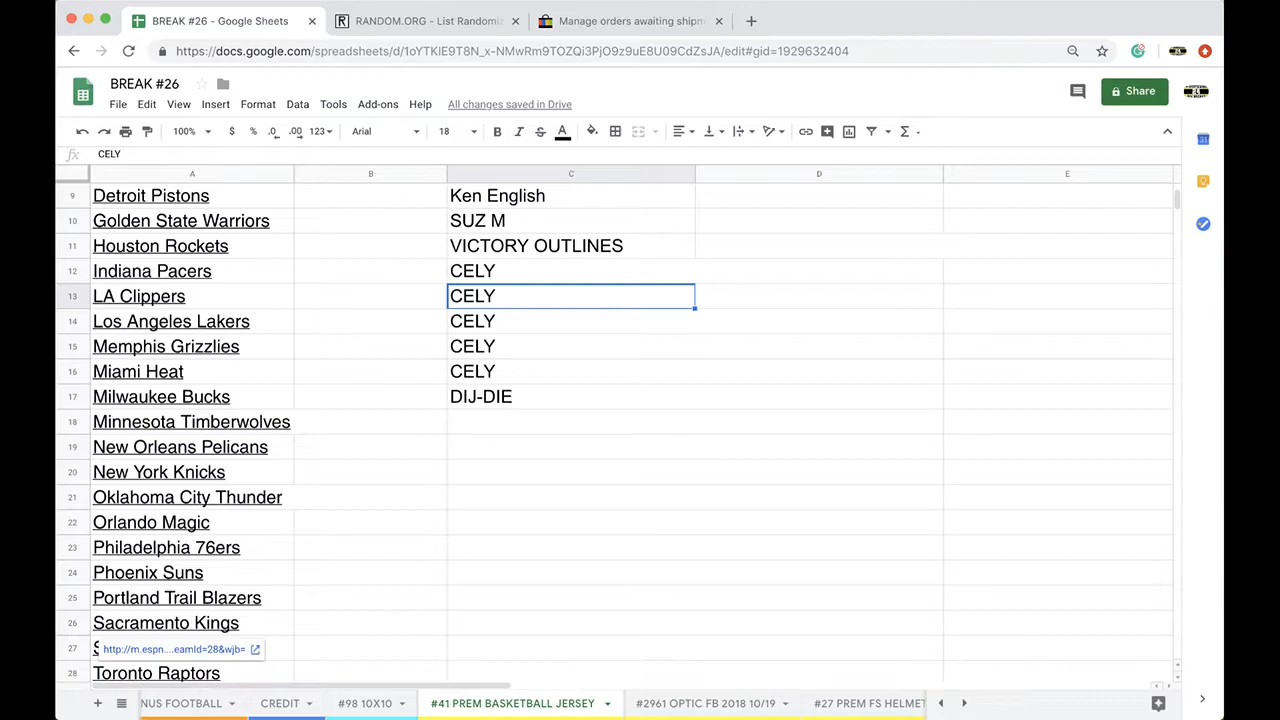 BREAK #26 - Google Sheets
RANDOM.ORG - List Randomiz
Manage orders awaiting shipm
https://docs.google.com/spreadsheets/d/1oYTKlE9T8N_x-NMwRm9TOZQi3PjO9z9uE8U09CdZsJA/edit#gid=1929632404
BREAK #26
File Edit View Insert Format Data Tools Add-ons Help All changes saved in Drive
Share
100% $ % .0 .00 123 Arial 18 B I S A
fx CELY
A B C D E
9 Detroit Pistons Ken English
10 Golden State Warriors SUZ M
11 Houston Rockets VICTORY OUTLINES
12 Indiana Pacers CELY
13 LA Clippers CELY
14 Los Angeles Lakers CELY
15 Memphis Grizzlies CELY
16 Miami Heat CELY
17 Milwaukee Bucks DIJ-DIE
18 Minnesota Timberwolves
19 New Orleans Pelicans
20 New York Knicks
21 Oklahoma City Thunder
22 Orlando Magic
23 Philadelphia 76ers
24 Phoenix Suns
25 Portland Trail Blazers
26 Sacramento Kings
27 S http://m.espn....eamId=28&wjb=
28 Toronto Raptors
NUS FOOTBALL CREDIT #98 10X10 #41 PREM BASKETBALL JERSEY #2961 OPTIC FB 2018 10/19 #27 PREM FS HELMET